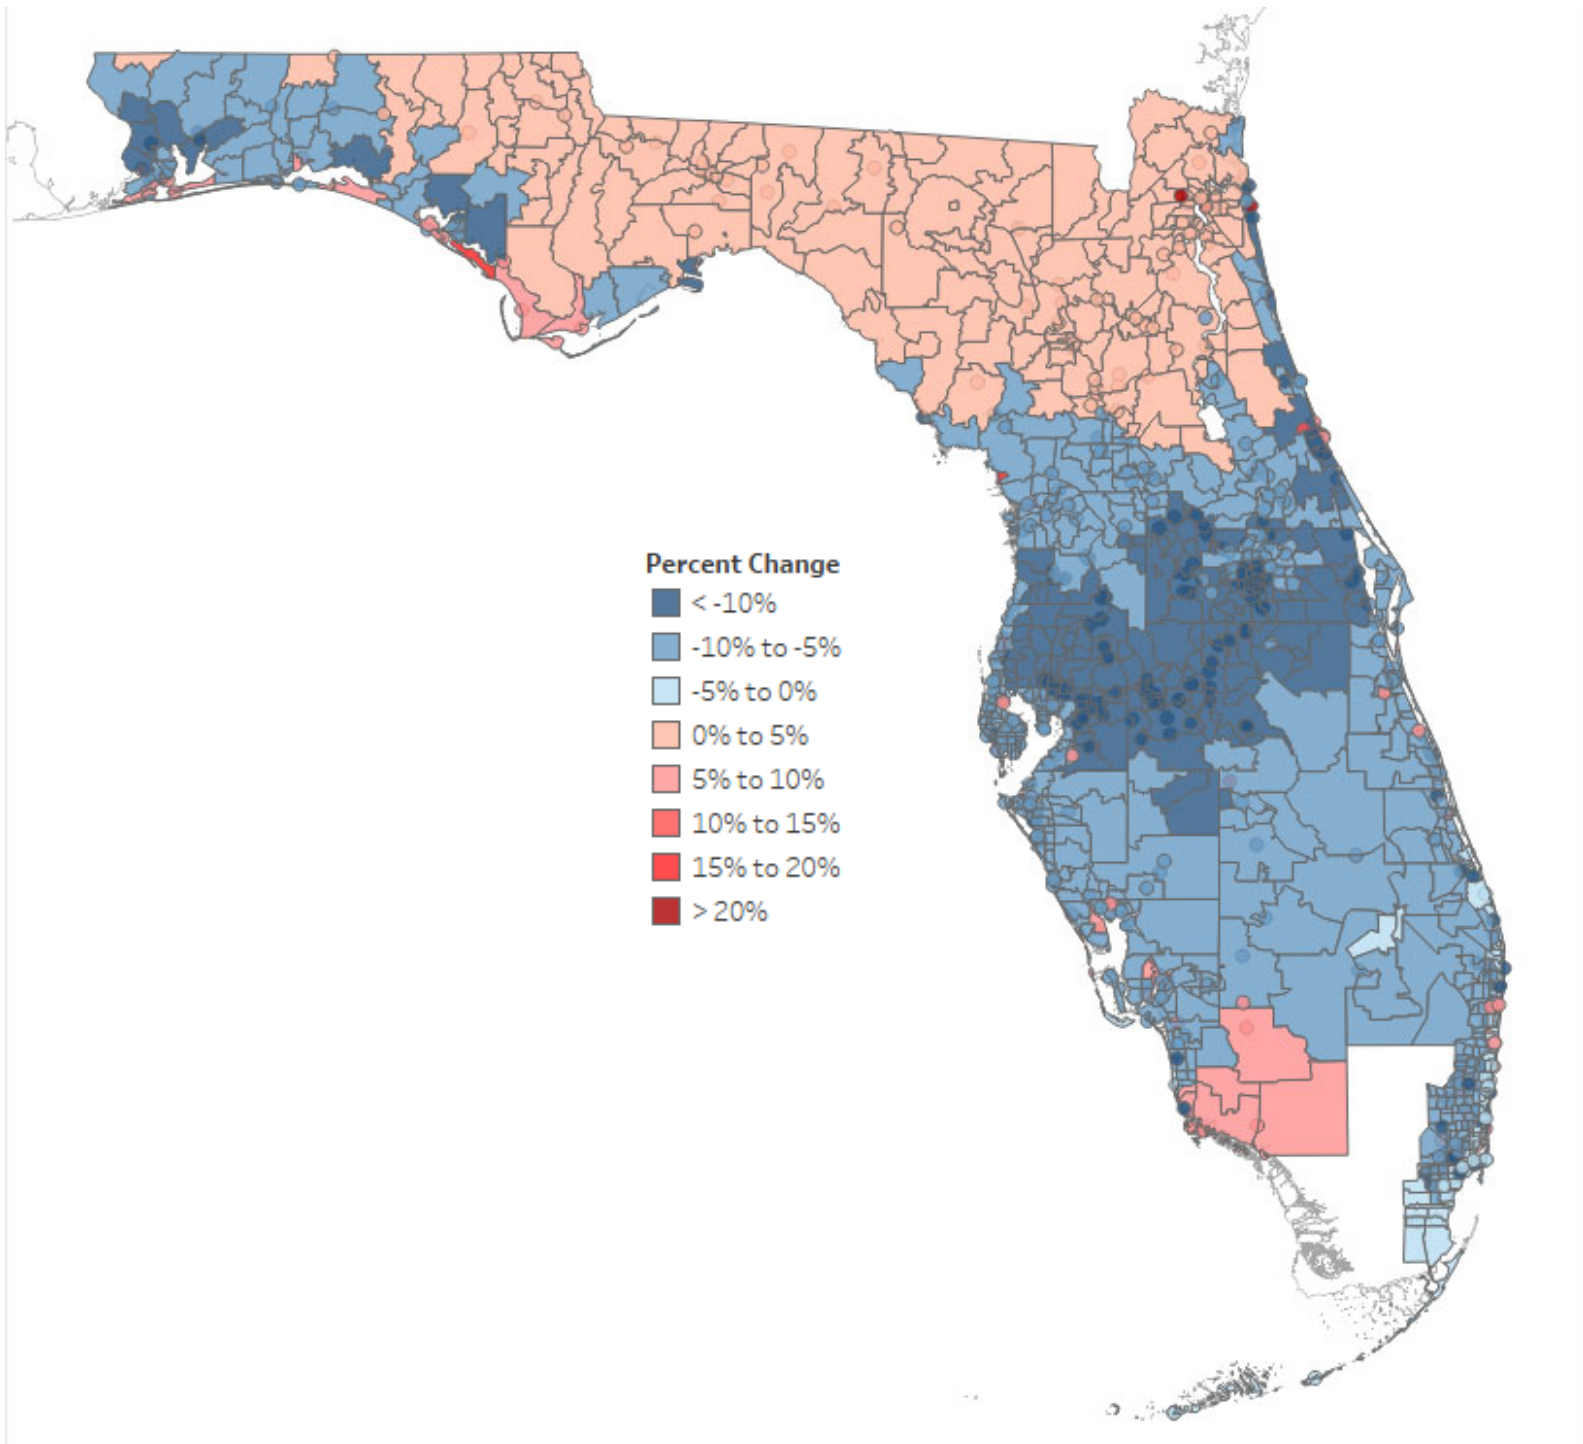 Percent Change
< -10%
-10% to -5%
-5% to 0%
0% to 5%
5% to 10%
10% to 15%
15% to 20%
> 20%